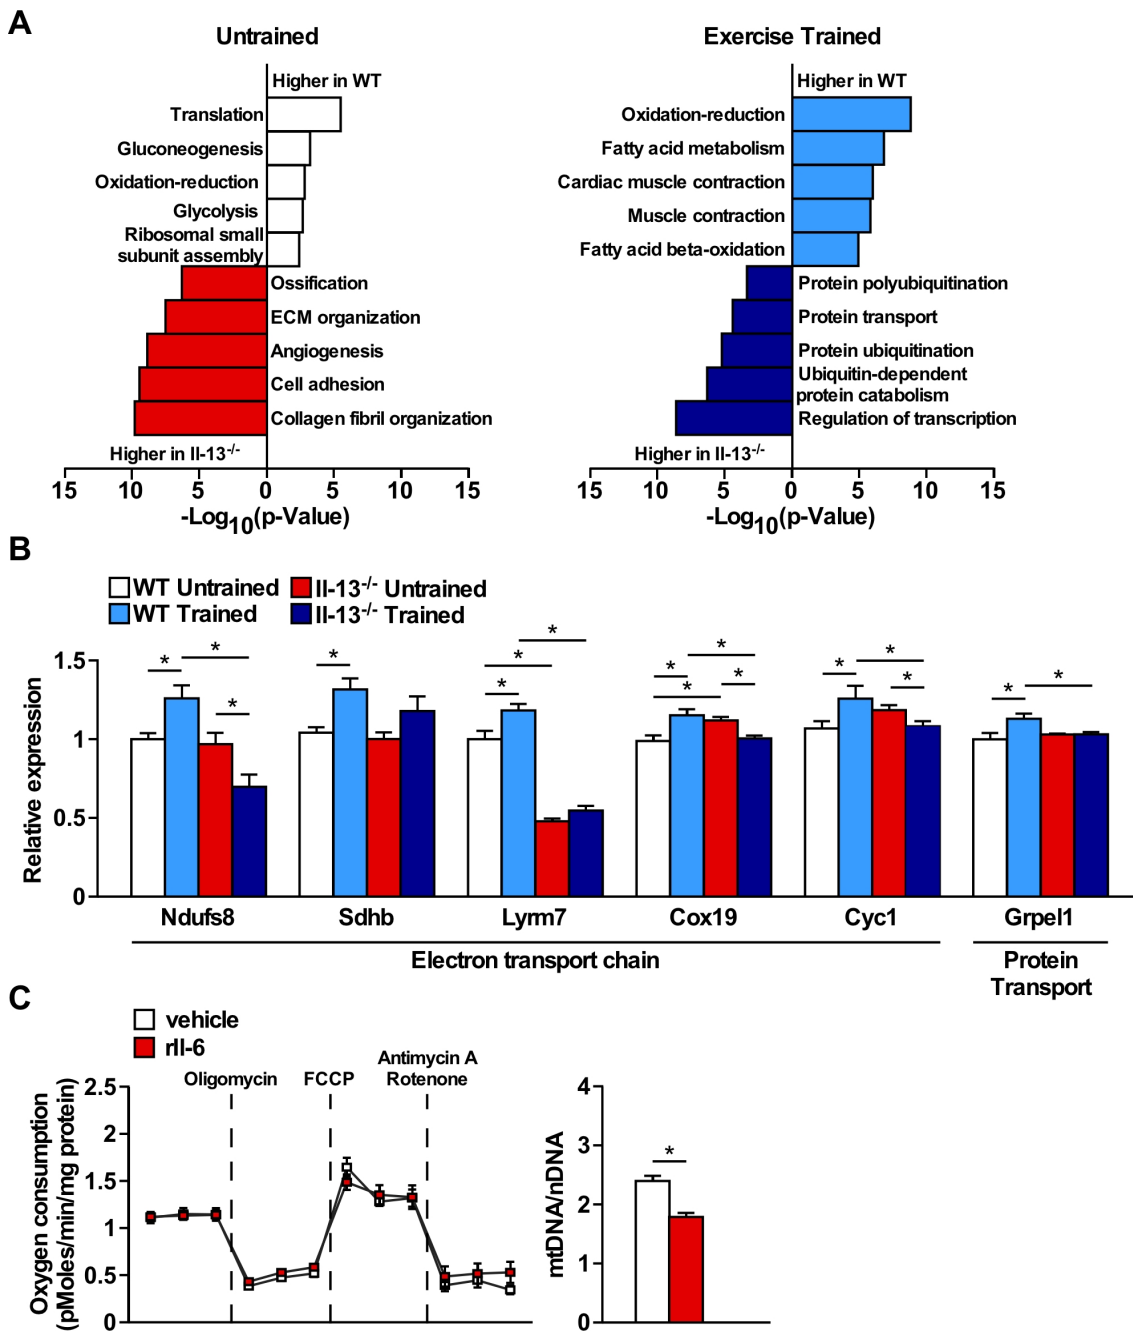 A
Untrained
Exercise Trained
Higher in WT
Translation
Gluconeogenesis
Oxidation-reduction
Glycolysis
Ribosomal small
subunit assembly
Ossification
ECM organization
Angiogenesis
Cell adhesion
Collagen fibril organization
Higher in Il-13-/-
15 10 5 0 5 10 15
-Log10(p-Value)
Higher in WT
Oxidation-reduction
Fatty acid metabolism
Cardiac muscle contraction
Muscle contraction
Fatty acid beta-oxidation
Protein polyubiquitination
Protein transport
Protein ubiquitination
Ubiquitin-dependent
protein catabolism
Regulation of transcription
Higher in Il-13-/-
15 10 5 0 5 10 15
-Log10(p-Value)
B
WT Untrained
Il-13-/- Untrained
WT Trained
Il-13-/- Trained
Relative expression
1.5
1
0.5
0
* * * * * * * * * * * * * * * *
Ndufs8 Sdhb Lyrm7 Cox19 Cyc1 Grpel1
Electron transport chain
Protein
Transport
C
vehicle
rIl-6
Oxygen consumption
(pMoles/min/mg protein)
2.5
2
1.5
1
0.5
0
Oligomycin
FCCP
Antimycin A
Rotenone
mtDNA/nDNA
4
3
2
1
0
*